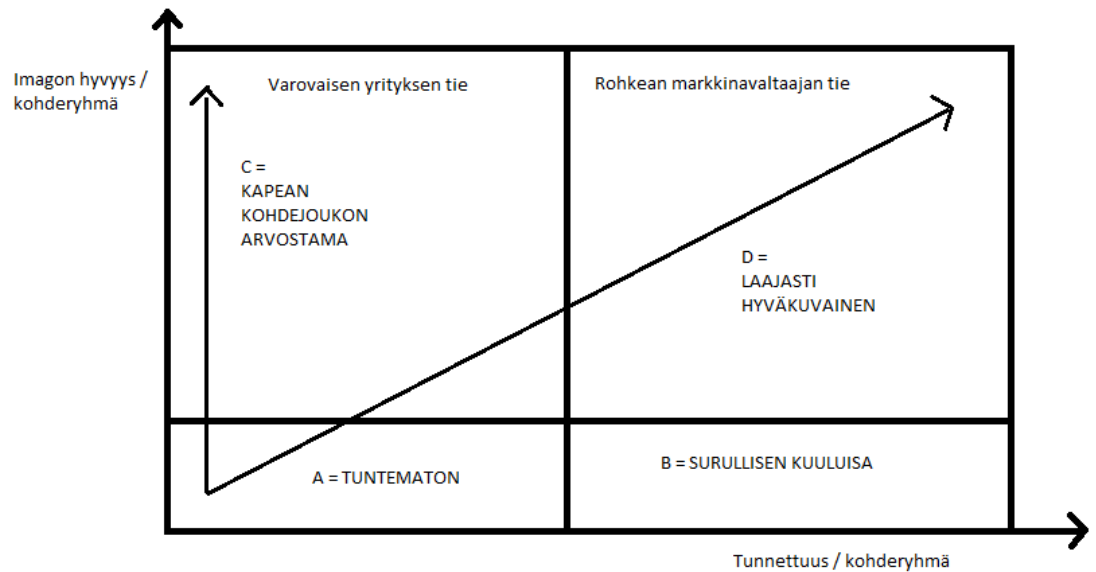 Imagon hyvyys /
kohderyhmä
Varovaisen yrityksen tie
Rohkean markkinavaltaajan tie
C =
KAPEAN
KOHDEJOUKON
ARVOSTAMA
D =
LAAJASTI
HYVÄKUVAINEN
A = TUNTEMATON
B = SURULLISEN KUULUISA
Tunnettuus / kohderyhmä